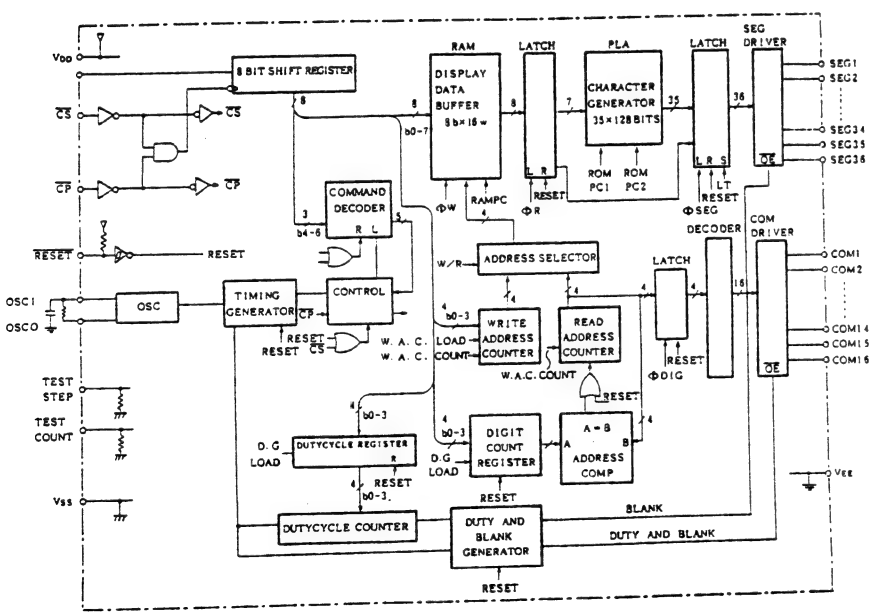 VDD
8 BIT SHIFT REGISTER
8
CS
CS
CP
CP
RESET
RESET
OSCI
OSCO
OSC
TEST
STEP
TEST
COUNT
VSS
RAM
DISPLAY
DATA
BUFFER
8b×16w
8
b0-7
8
ΦW
RAMPC
4
LATCH
L R
RESET
ΦR
7
PLA
CHARACTER
GENERATOR
35×128BITS
ROM
PC1
ROM
PC2
35
LATCH
L R S
LT
RESET
ΦSEG
36
SEG
DRIVER
OE
SEG1
SEG2
SEG34
SEG35
SEG36
3
b4-6
COMMAND
DECODER
R L
5
TIMING
GENERATOR
RESET
CONTROL
CP
RESET
CS
W/R
ADDRESS SELECTOR
4
4
4
b0-3
W.A.C.
LOAD
W.A.C.
COUNT
WRITE
ADDRESS
COUNTER
READ
ADDRESS
COUNTER
W.A.C.COUNT
RESET
4
LATCH
RESET
ΦDIG
4
DECODER
16
COM
DRIVER
OE
COM1
COM2
COM14
COM15
COM16
4
b0-3
D.G
LOAD
DUTYCYCLE REGISTER
R
RESET
4
b0-3
DUTYCYCLE COUNTER
4
b0-3
D.G
LOAD
DIGIT
COUNT
REGISTER
RESET
A = B
A
B
ADDRESS
COMP
4
DUTY AND
BLANK
GENERATOR
RESET
BLANK
DUTY AND BLANK
VEE